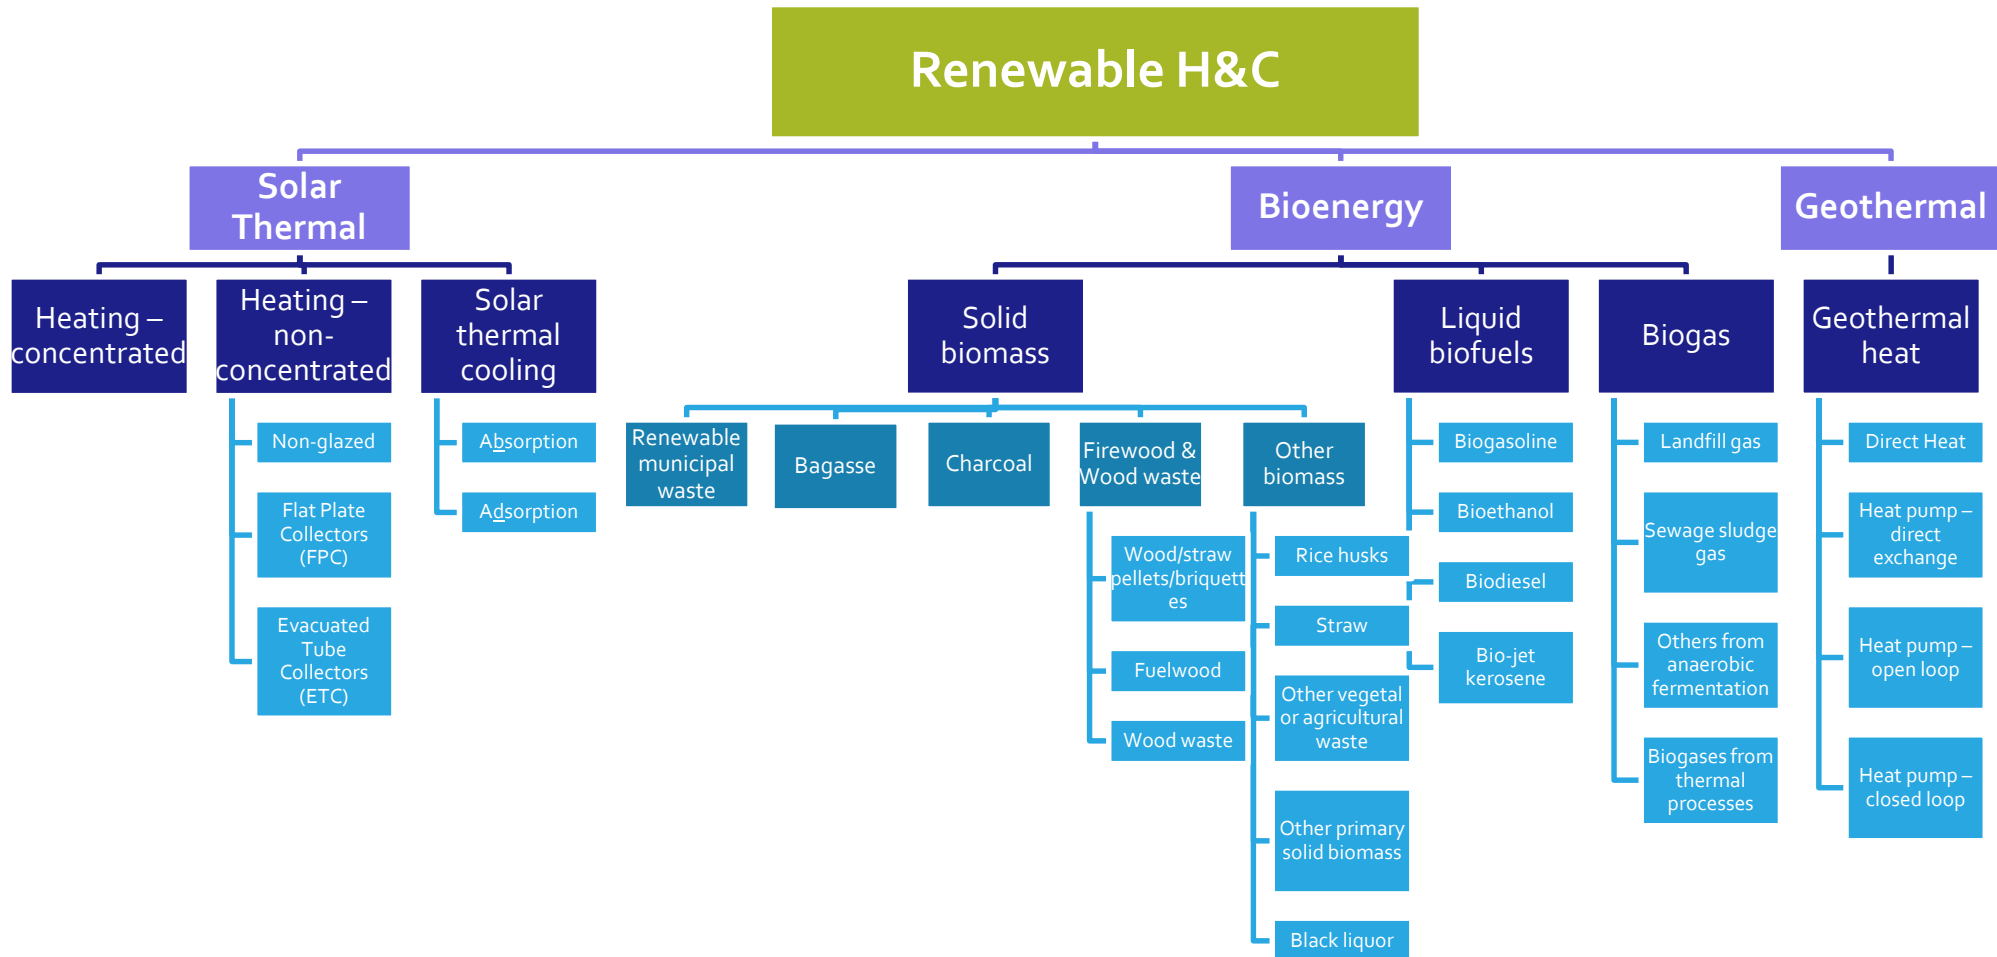 Renewable H&C
Solar
Thermal
Bioenergy
Geothermal
Heating –
concentrated
Heating –
non-
concentrated
Solar
thermal
cooling
Solid
biomass
Liquid
biofuels
Biogas
Geothermal
heat
Non-glazed
Flat Plate
Collectors
(FPC)
Evacuated
Tube
Collectors
(ETC)
Absorption
Adsorption
Renewable
municipal
waste
Bagasse
Charcoal
Firewood &
Wood waste
Other
biomass
Wood/straw
pellets/briquett
es
Fuelwood
Wood waste
Rice husks
Straw
Other vegetal
or agricultural
waste
Other primary
solid biomass
Black liquor
Biogasoline
Bioethanol
Biodiesel
Bio-jet
kerosene
Landfill gas
Sewage sludge
gas
Others from
anaerobic
fermentation
Biogases from
thermal
processes
Direct Heat
Heat pump –
direct
exchange
Heat pump –
open loop
Heat pump –
closed loop